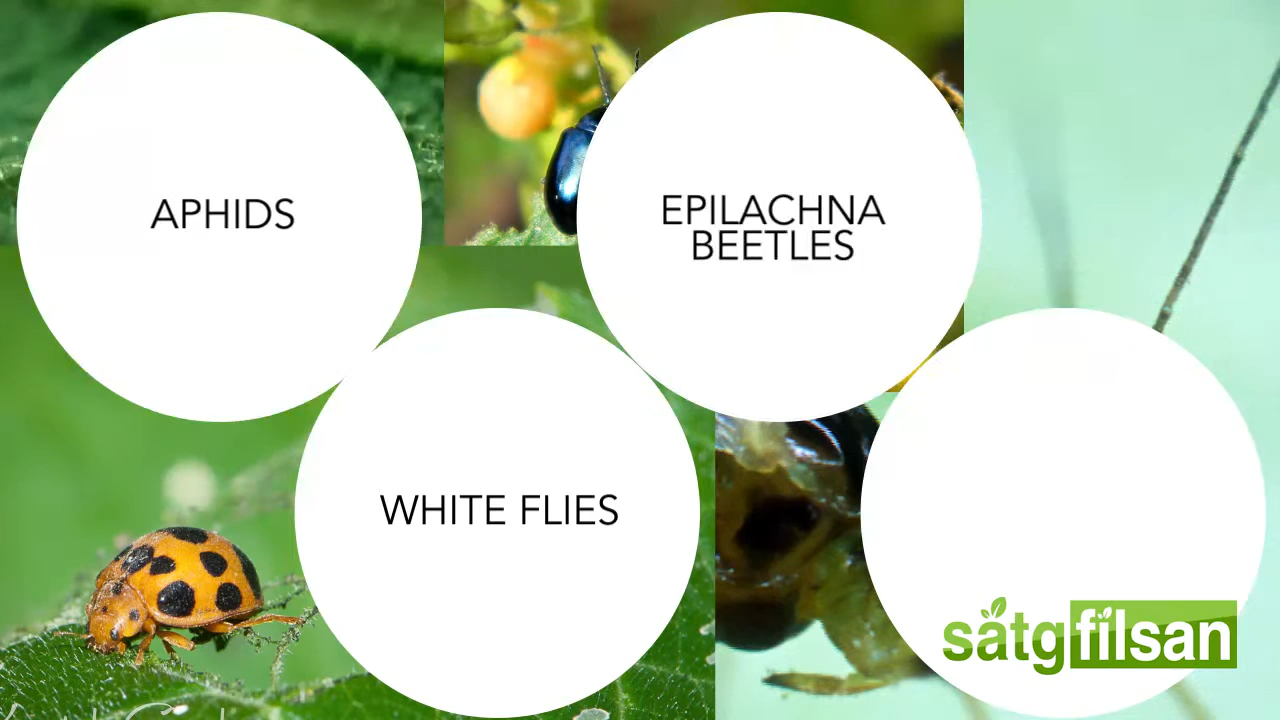 APHIDS
EPILACHNA
BEETLES
WHITE FLIES
satgfilsan